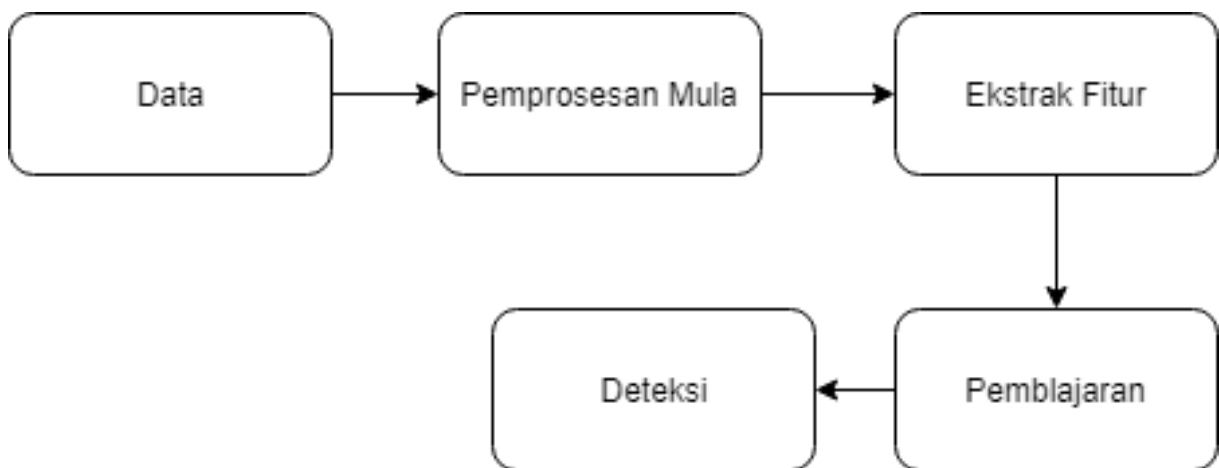 Data
Pemprosesan Mula
Ekstrak Fitur
Deteksi
Pemblajaran